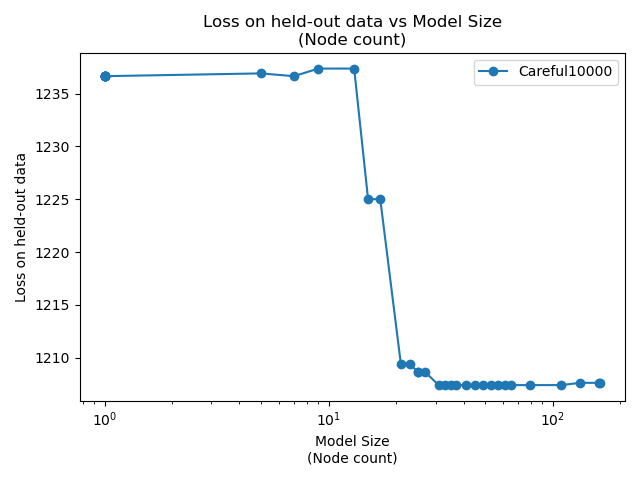 Loss on held-out data vs Model Size
(Node count)
Careful10000
Loss on held-out data
1235
1230
1225
1220
1215
1210
10⁰
10¹
10²
Model Size
(Node count)